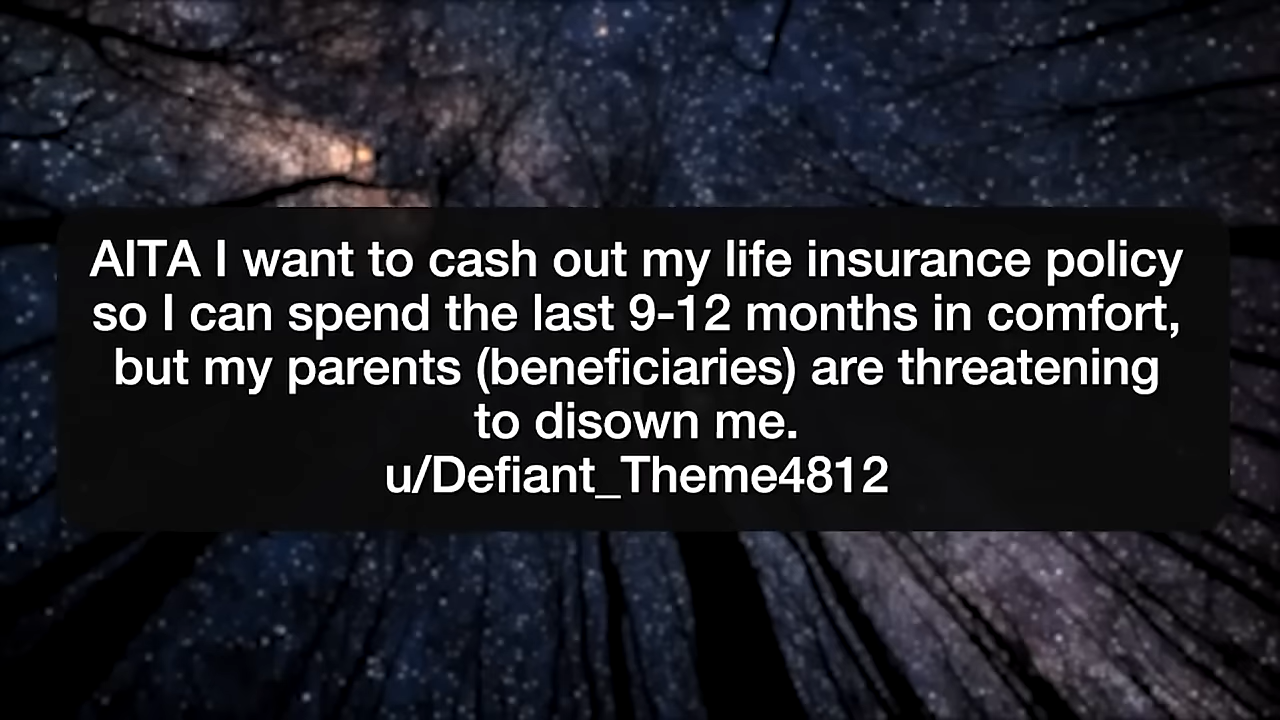 AITA I want to cash out my life insurance policy
so I can spend the last 9-12 months in comfort,
but my parents (beneficiaries) are threatening
to disown me.
u/Defiant_Theme4812